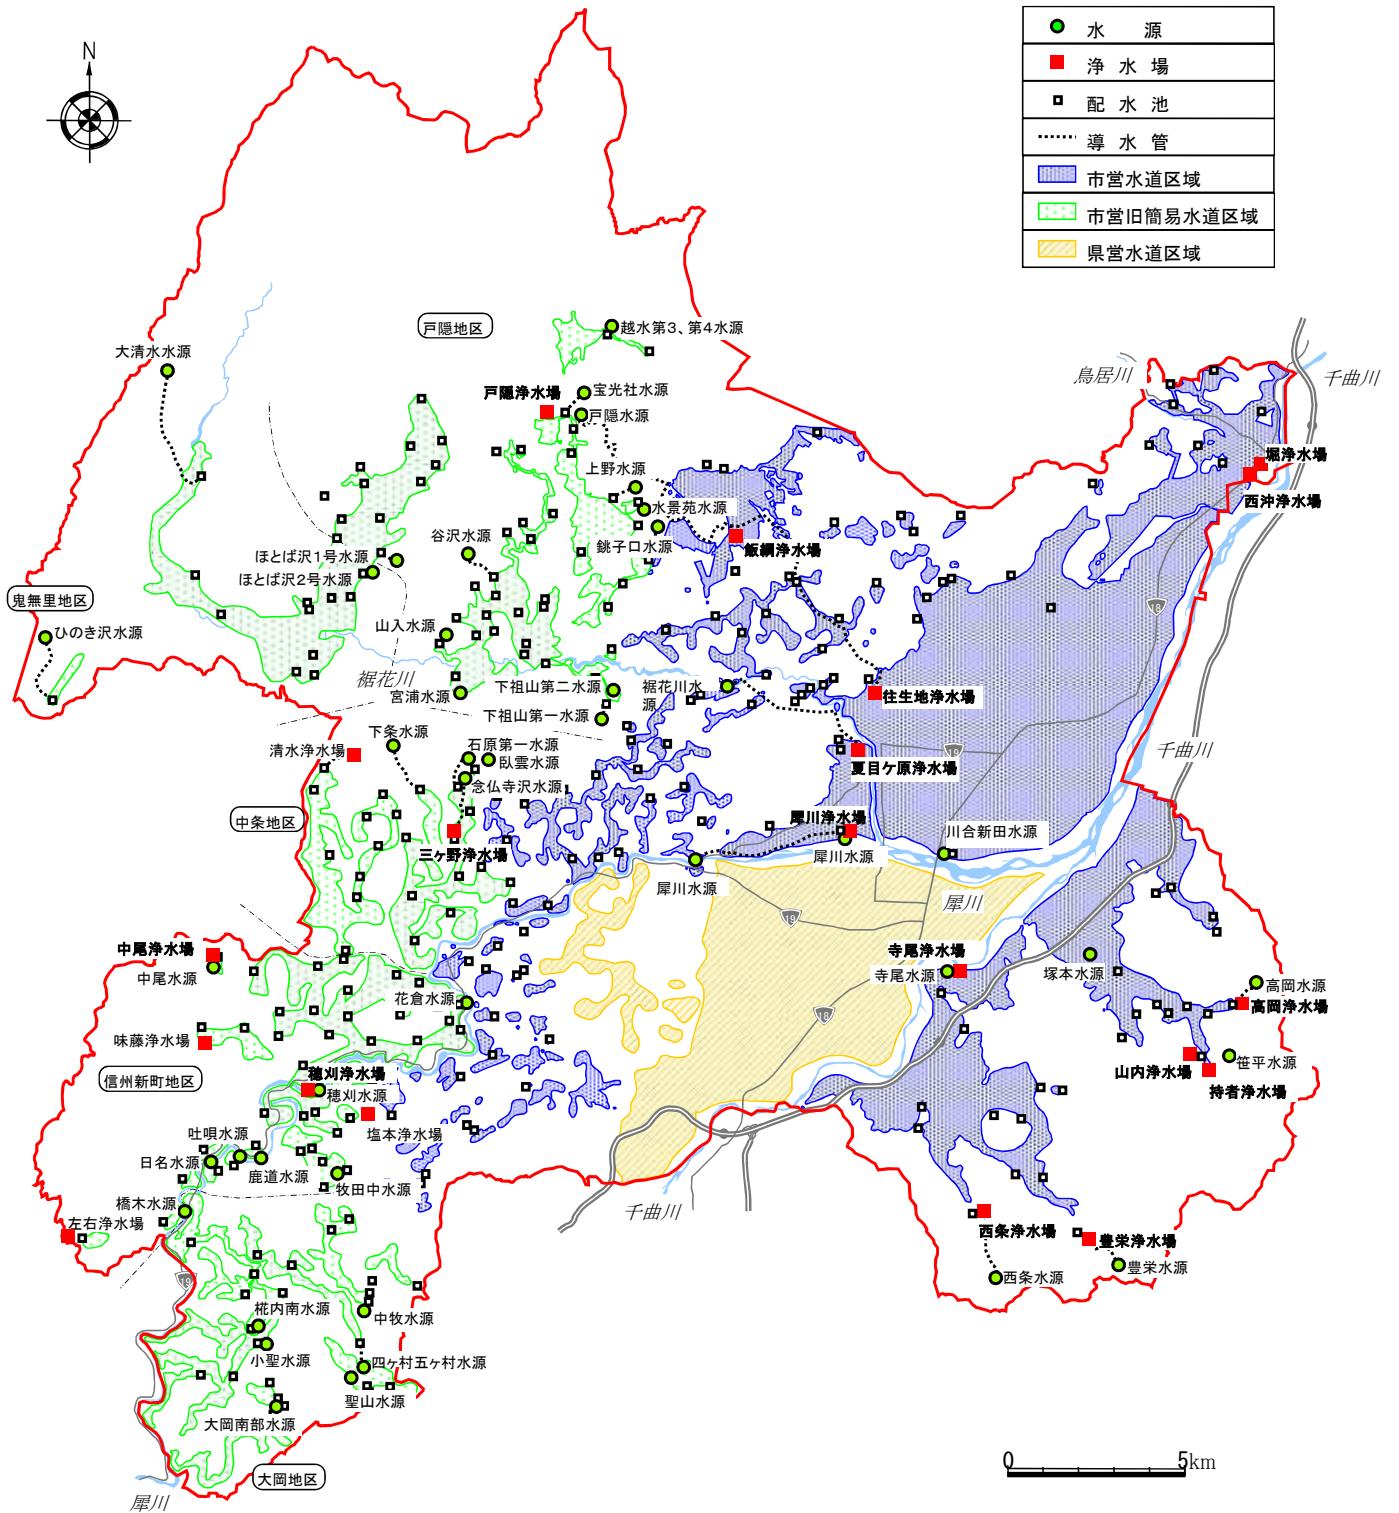 N
水 源
浄 水 場
配 水 池
導 水 管
市営水道区域
市営旧簡易水道区域
県営水道区域
戸隠地区
越水第3、第4水源
大清水水源
鳥居川
千曲川
戸隠浄水場
宝光社水源
戸隠水源
堀浄水場
上野水源
西沖浄水場
水景苑水源
谷沢水源
銚子口水源
飯綱浄水場
ほとば沢1号水源
ほとば沢2号水源
鬼無里地区
18
ひのき沢水源
山入水源
裾花川
宮浦水源
下祖山第二水源
裾花川水
源
往生地浄水場
下祖山第一水源
下条水源
石原第一水源
清水浄水場
臥雲水源
19
千曲川
夏目ケ原浄水場
念仏寺沢水源
中条地区
犀川浄水場
川合新田水源
三ヶ野浄水場
犀川水源
犀川水源
犀川
19
中尾浄水場
寺尾浄水場
中尾水源
寺尾水源
塚本水源
高岡水源
花倉水源
高岡浄水場
18
味藤浄水場
笹平水源
信州新町地区
穂刈浄水場
山内浄水場
穂刈水源
持者浄水場
吐唄水源
塩本浄水場
日名水源
鹿道水源
牧田中水源
橋木水源
千曲川
左右浄水場
西条浄水場
豊栄浄水場
19
西条水源
豊栄水源
椛内南水源
中牧水源
小聖水源
四ヶ村五ヶ村水源
聖山水源
大岡南部水源
大岡地区
0 5km
犀川